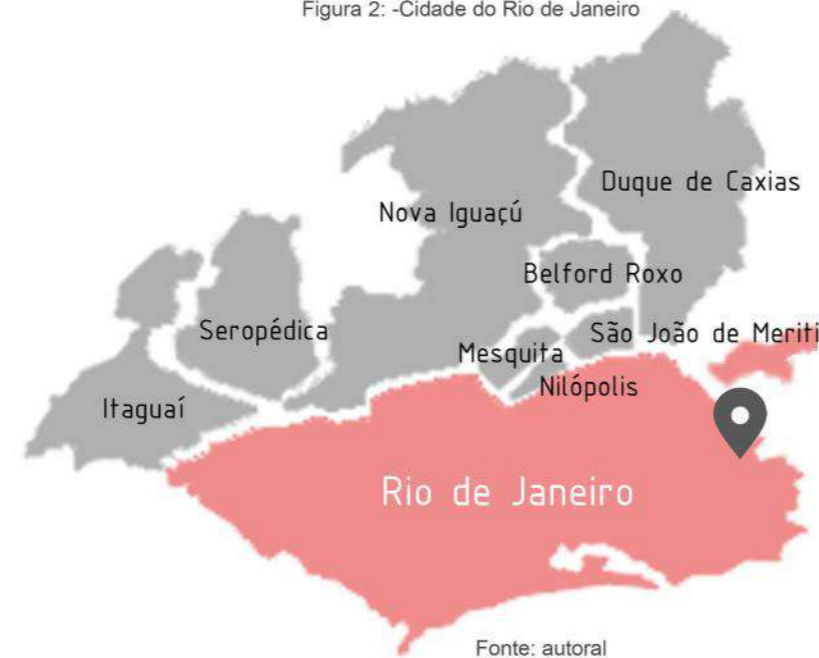 Figura 2: -Cidade do Rio de Janeiro
Duque de Caxias
Nova Iguaçú
Belford Roxo
Seropédica
São João de Meriti
Mesquita
Nilópolis
Itaguaí
Rio de Janeiro
Fonte: autoral